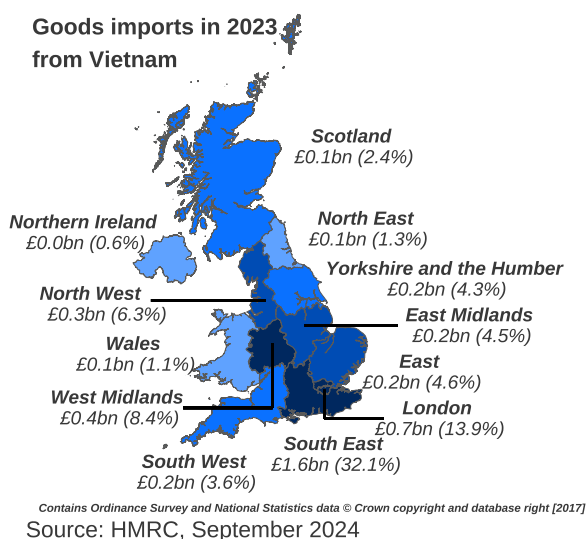 Goods imports in 2023
from Vietnam
Scotland
£0.1bn (2.4%)
Northern Ireland
£0.0bn (0.6%)
North East
£0.1bn (1.3%)
Yorkshire and the Humber
£0.2bn (4.3%)
North West
£0.3bn (6.3%)
East Midlands
£0.2bn (4.5%)
Wales
£0.1bn (1.1%)
East
£0.2bn (4.6%)
West Midlands
£0.4bn (8.4%)
London
£0.7bn (13.9%)
South East
£1.6bn (32.1%)
South West
£0.2bn (3.6%)
Contains Ordinance Survey and National Statistics data © Crown copyright and database right [2017]
Source: HMRC, September 2024